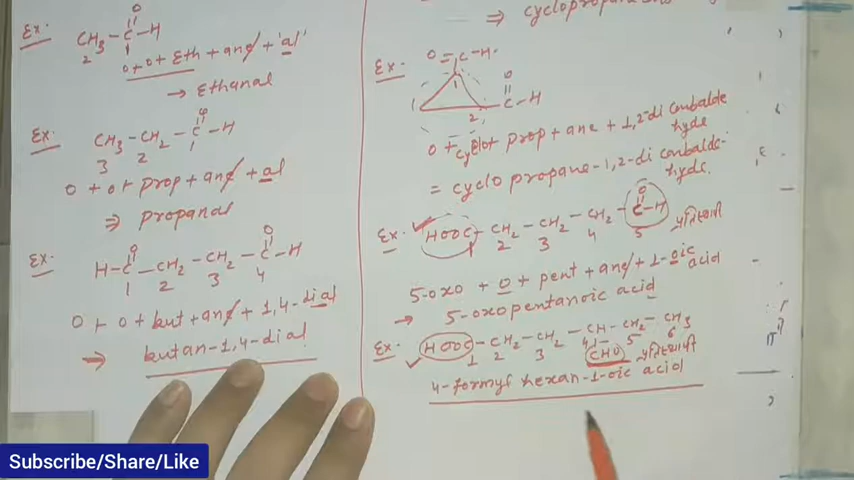 Ex:
O
CH3-C-H
2 1
0+0+Eth+ane+'al'
→ Ethanal
Ex:
O
CH3-CH2-C-H
3 2 1
0+0+prop+ane+al
⇒ propanal
Ex:
O O
H-C-CH2-CH2-C-H
1 2 3 4
0+0+but+ane+1,4-dial
⇒ butan-1,4-dial
Ex:
O=C-H
1
O
2 C-H
0+cyclo+prop+ane+1,2-di
hyde
= cyclopropane-1,2-di
hyde.
Ex:
O
HOOC-CH2-CH2-CH2-C-H
1 2 3 4 5
5-oxo+0+pent+ane+1-oic acid
→ 5-oxopentanoic acid
Ex:
HOOC-CH2-CH2-CH-CH2-CH3
1 2 3 4 5 6
CHO
4-formyl hexan-1-oic acid
Subscribe/Share/Like